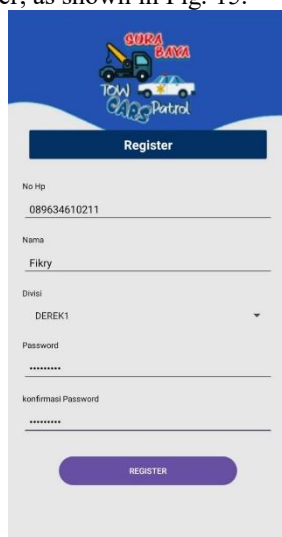 er, as shown in Fig. 15.
SURA
BAYA
TOW
CARS Patrol
Register
No Hp
089634610211
Nama
Fikry
Divisi
DEREK1
Password
•••••••••
konfirmasi Password
•••••••••
REGISTER